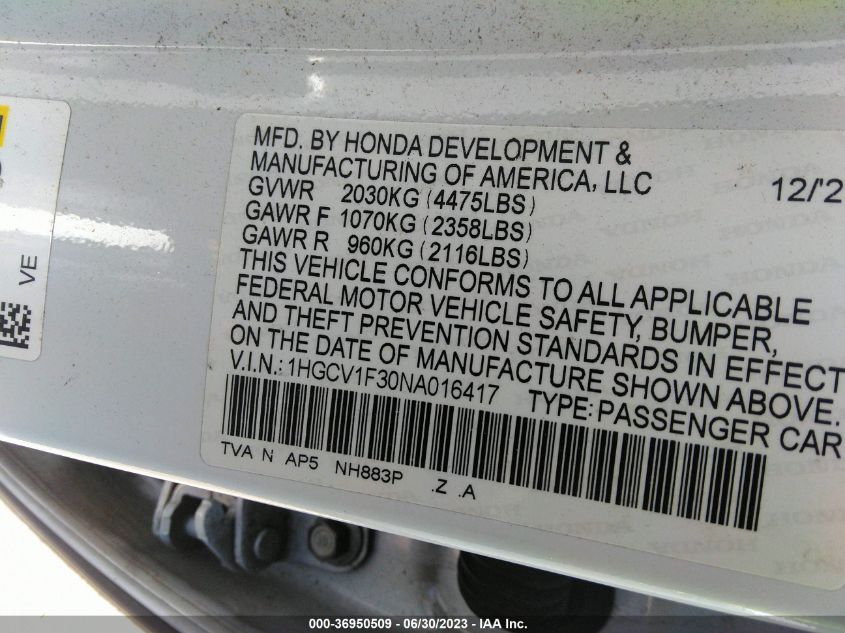 MFD. BY HONDA DEVELOPMENT &
MANUFACTURING OF AMERICA, LLC 12/'2
GVWR 2030KG (4475LBS)
GAWR F 1070KG (2358LBS)
GAWR R 960KG (2116LBS)
THIS VEHICLE CONFORMS TO ALL APPLICABLE
FEDERAL MOTOR VEHICLE SAFETY, BUMPER,
AND THEFT PREVENTION STANDARDS IN EFFECT
ON THE DATE OF MANUFACTURE SHOWN ABOVE.
V.I.N.: 1HGCV1F30NA016417 TYPE: PASSENGER CAR
TVA N AP5 NH883P .Z .A
VE
000-36950509 - 06/30/2023 - IAA Inc.